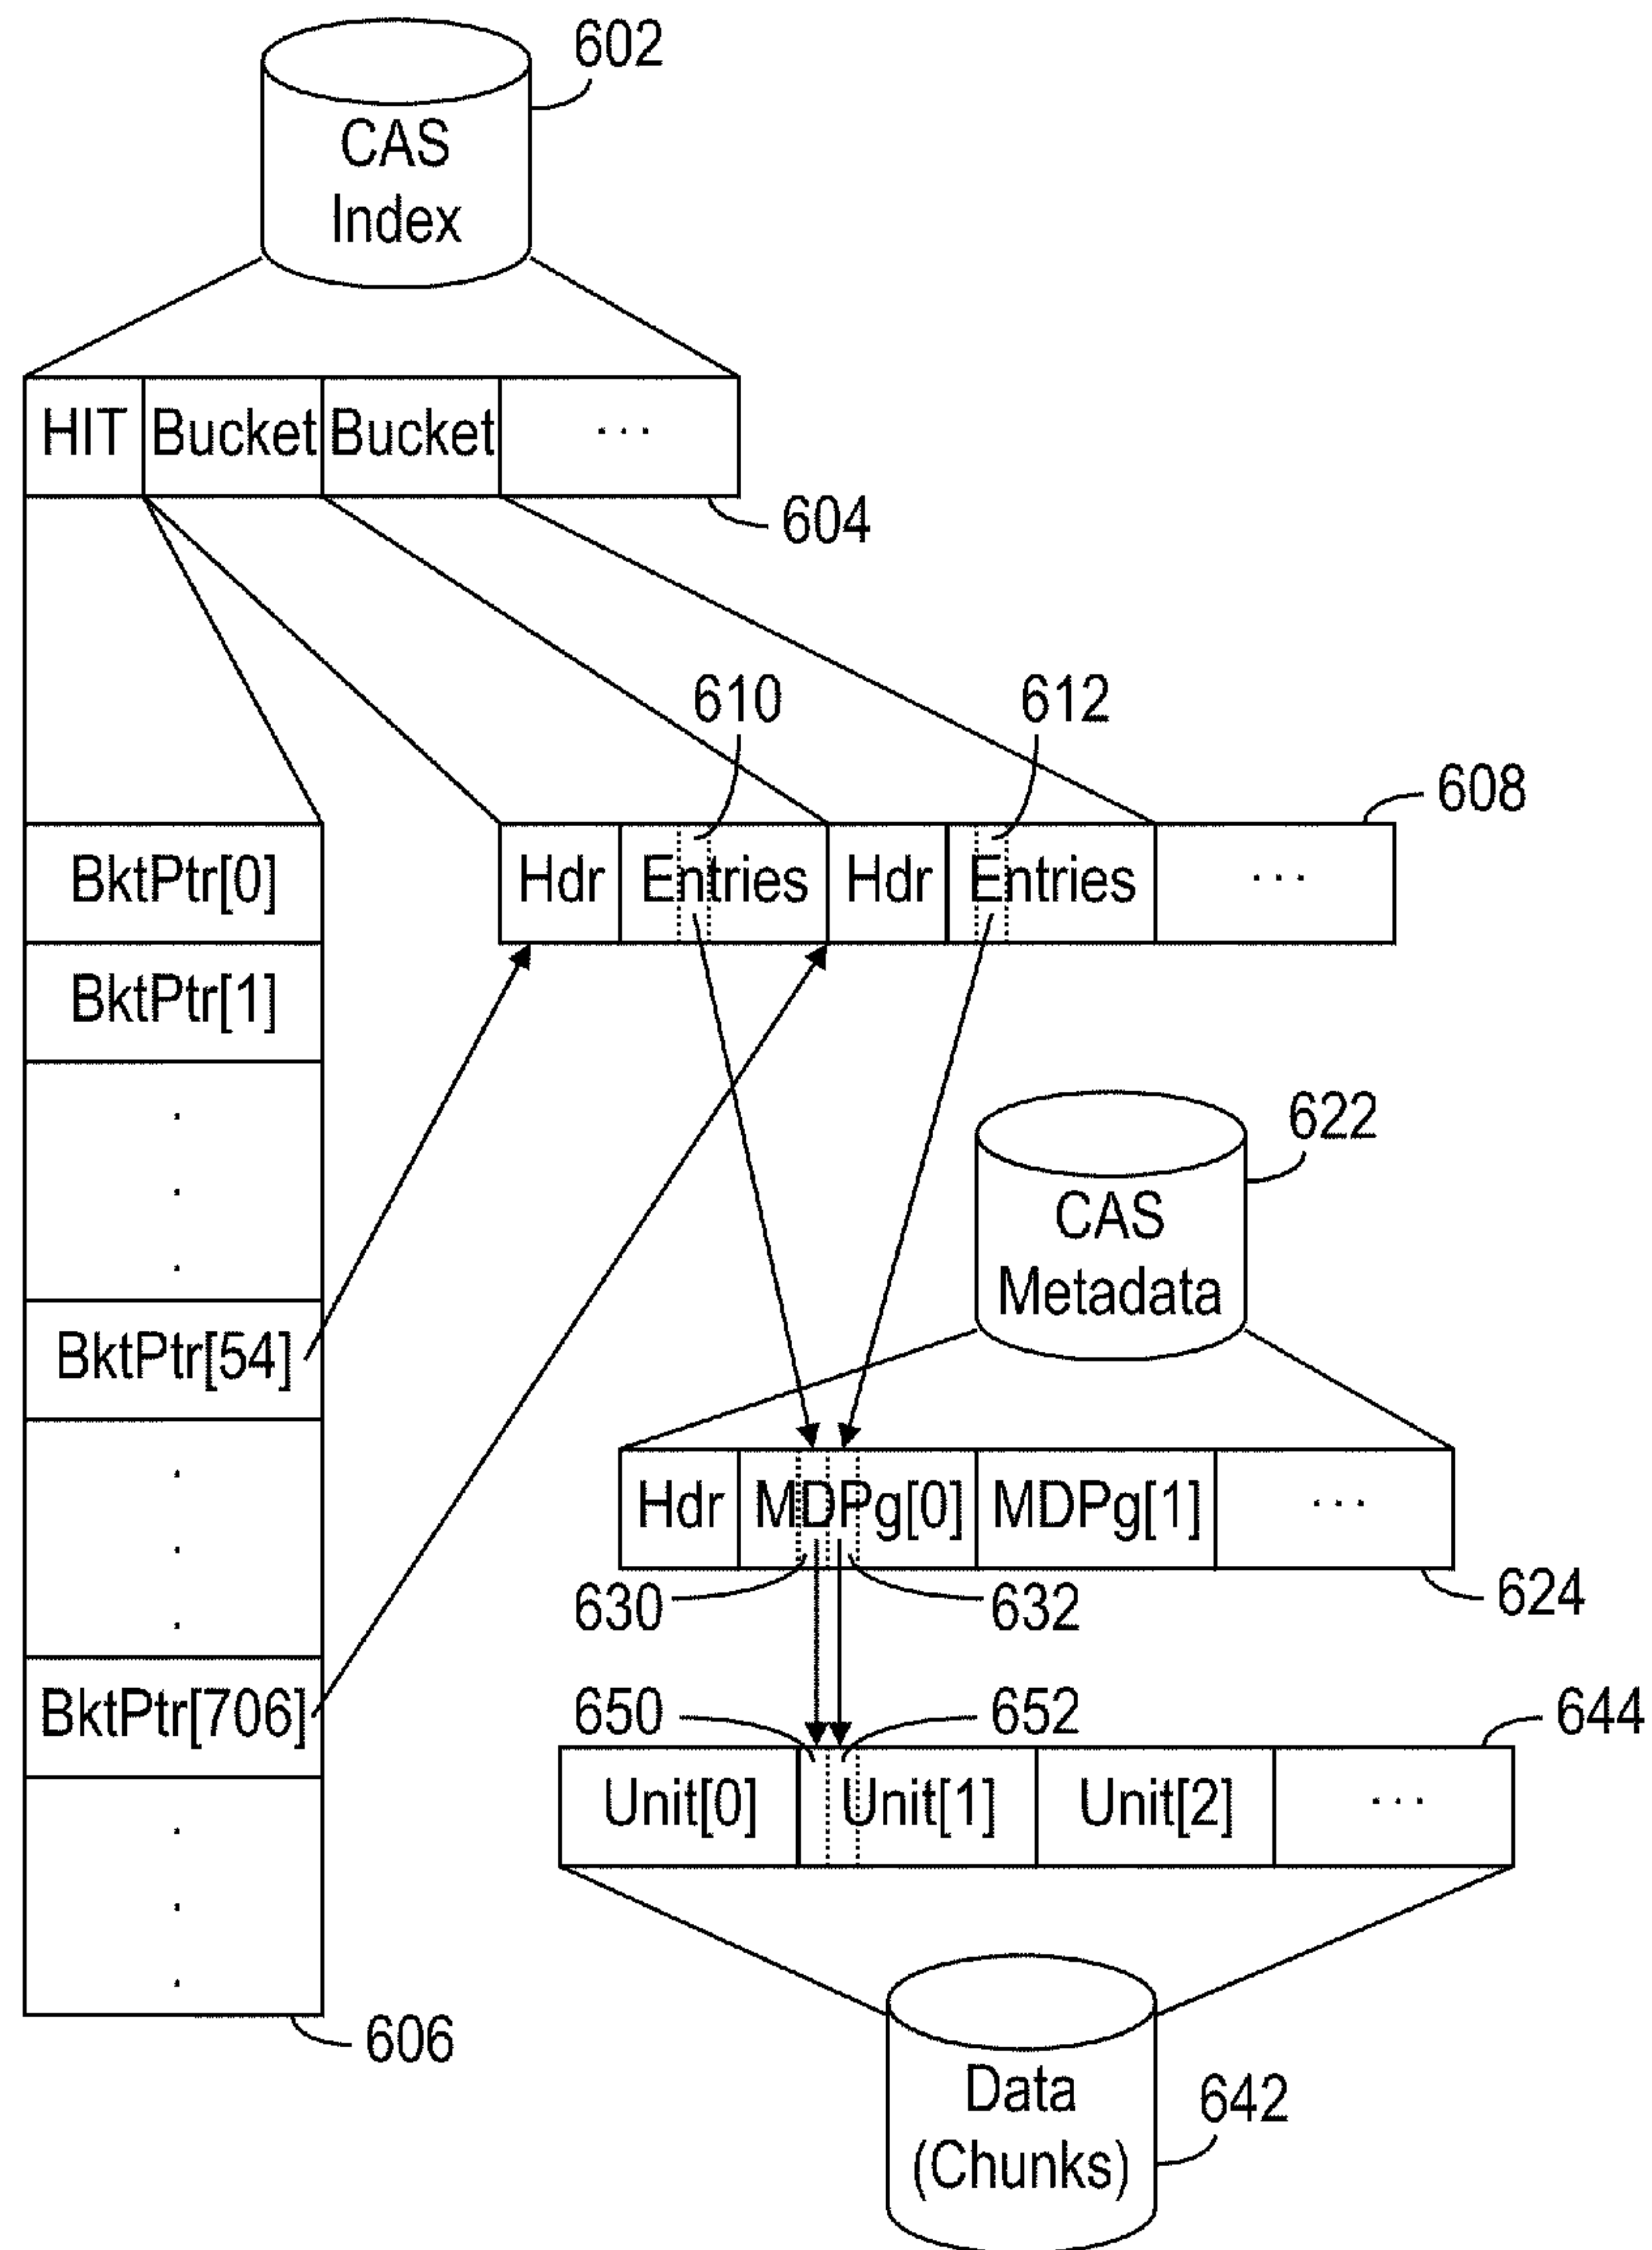 602
CAS
Index
HIT Bucket Bucket ...
604
610 612
608
BktPtr[0] Hdr Entries Hdr Entries ...
BktPtr[1]
.
.
.
622
CAS
Metadata
BktPtr[54]
.
.
.
Hdr MDPg[0] MDPg[1] ...
630 632 624
BktPtr[706]
650 652 644
Unit[0] Unit[1] Unit[2] ...
.
.
.
606
Data
(Chunks)
642